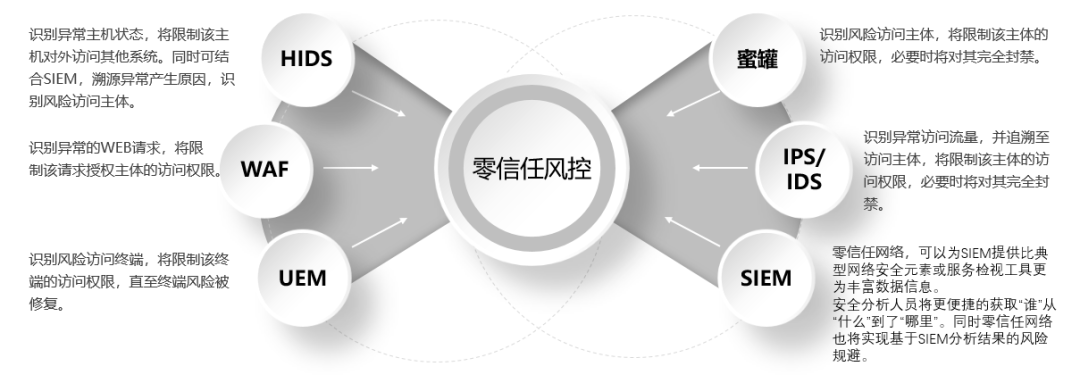 识别异常主机状态，将限制该主
机对外访问其他系统。同时可结
合SIEM，溯源异常产生原因，识
别风险访问主体。
HIDS
识别异常的WEB请求，将限
制该请求授权主体的访问权限。
WAF
识别风险访问终端，将限制该终
端的访问权限，直至终端风险被
修复。
UEM
零信任风控
蜜罐
识别风险访问主体，将限制该主体的
访问权限，必要时将对其完全封禁。
IPS/
IDS
识别异常访问流量，并追溯至
访问主体，将限制该主体的访
问权限，必要时将对其完全封
禁。
SIEM
零信任网络，可以为SIEM提供比典
型网络安全元素或服务检视工具更
为丰富数据信息。
安全分析人员将更便捷的获取“谁”从
“什么”到了“哪里”。同时零信任网络
也将实现基于SIEM分析结果的风险
规避。